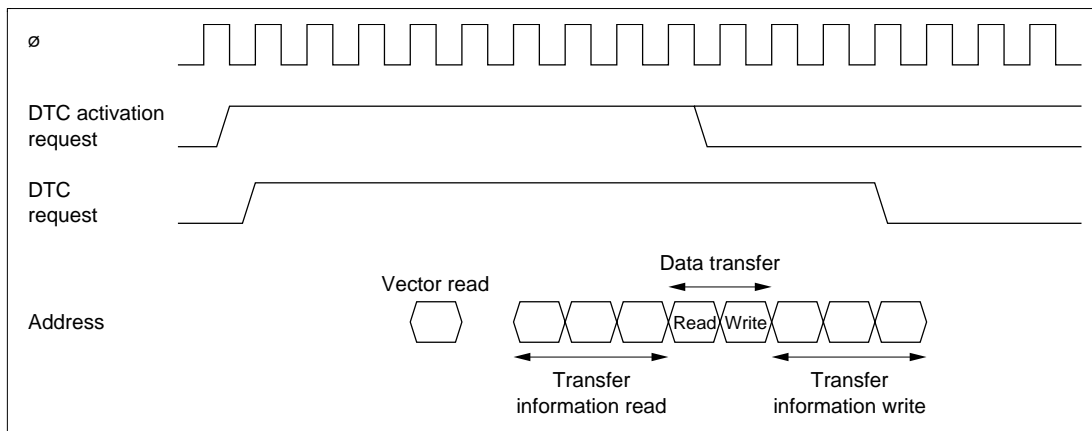 ø
DTC activation
request
DTC
request
Data transfer
Vector read
Address
Read Write
Transfer
information read
Transfer
information write